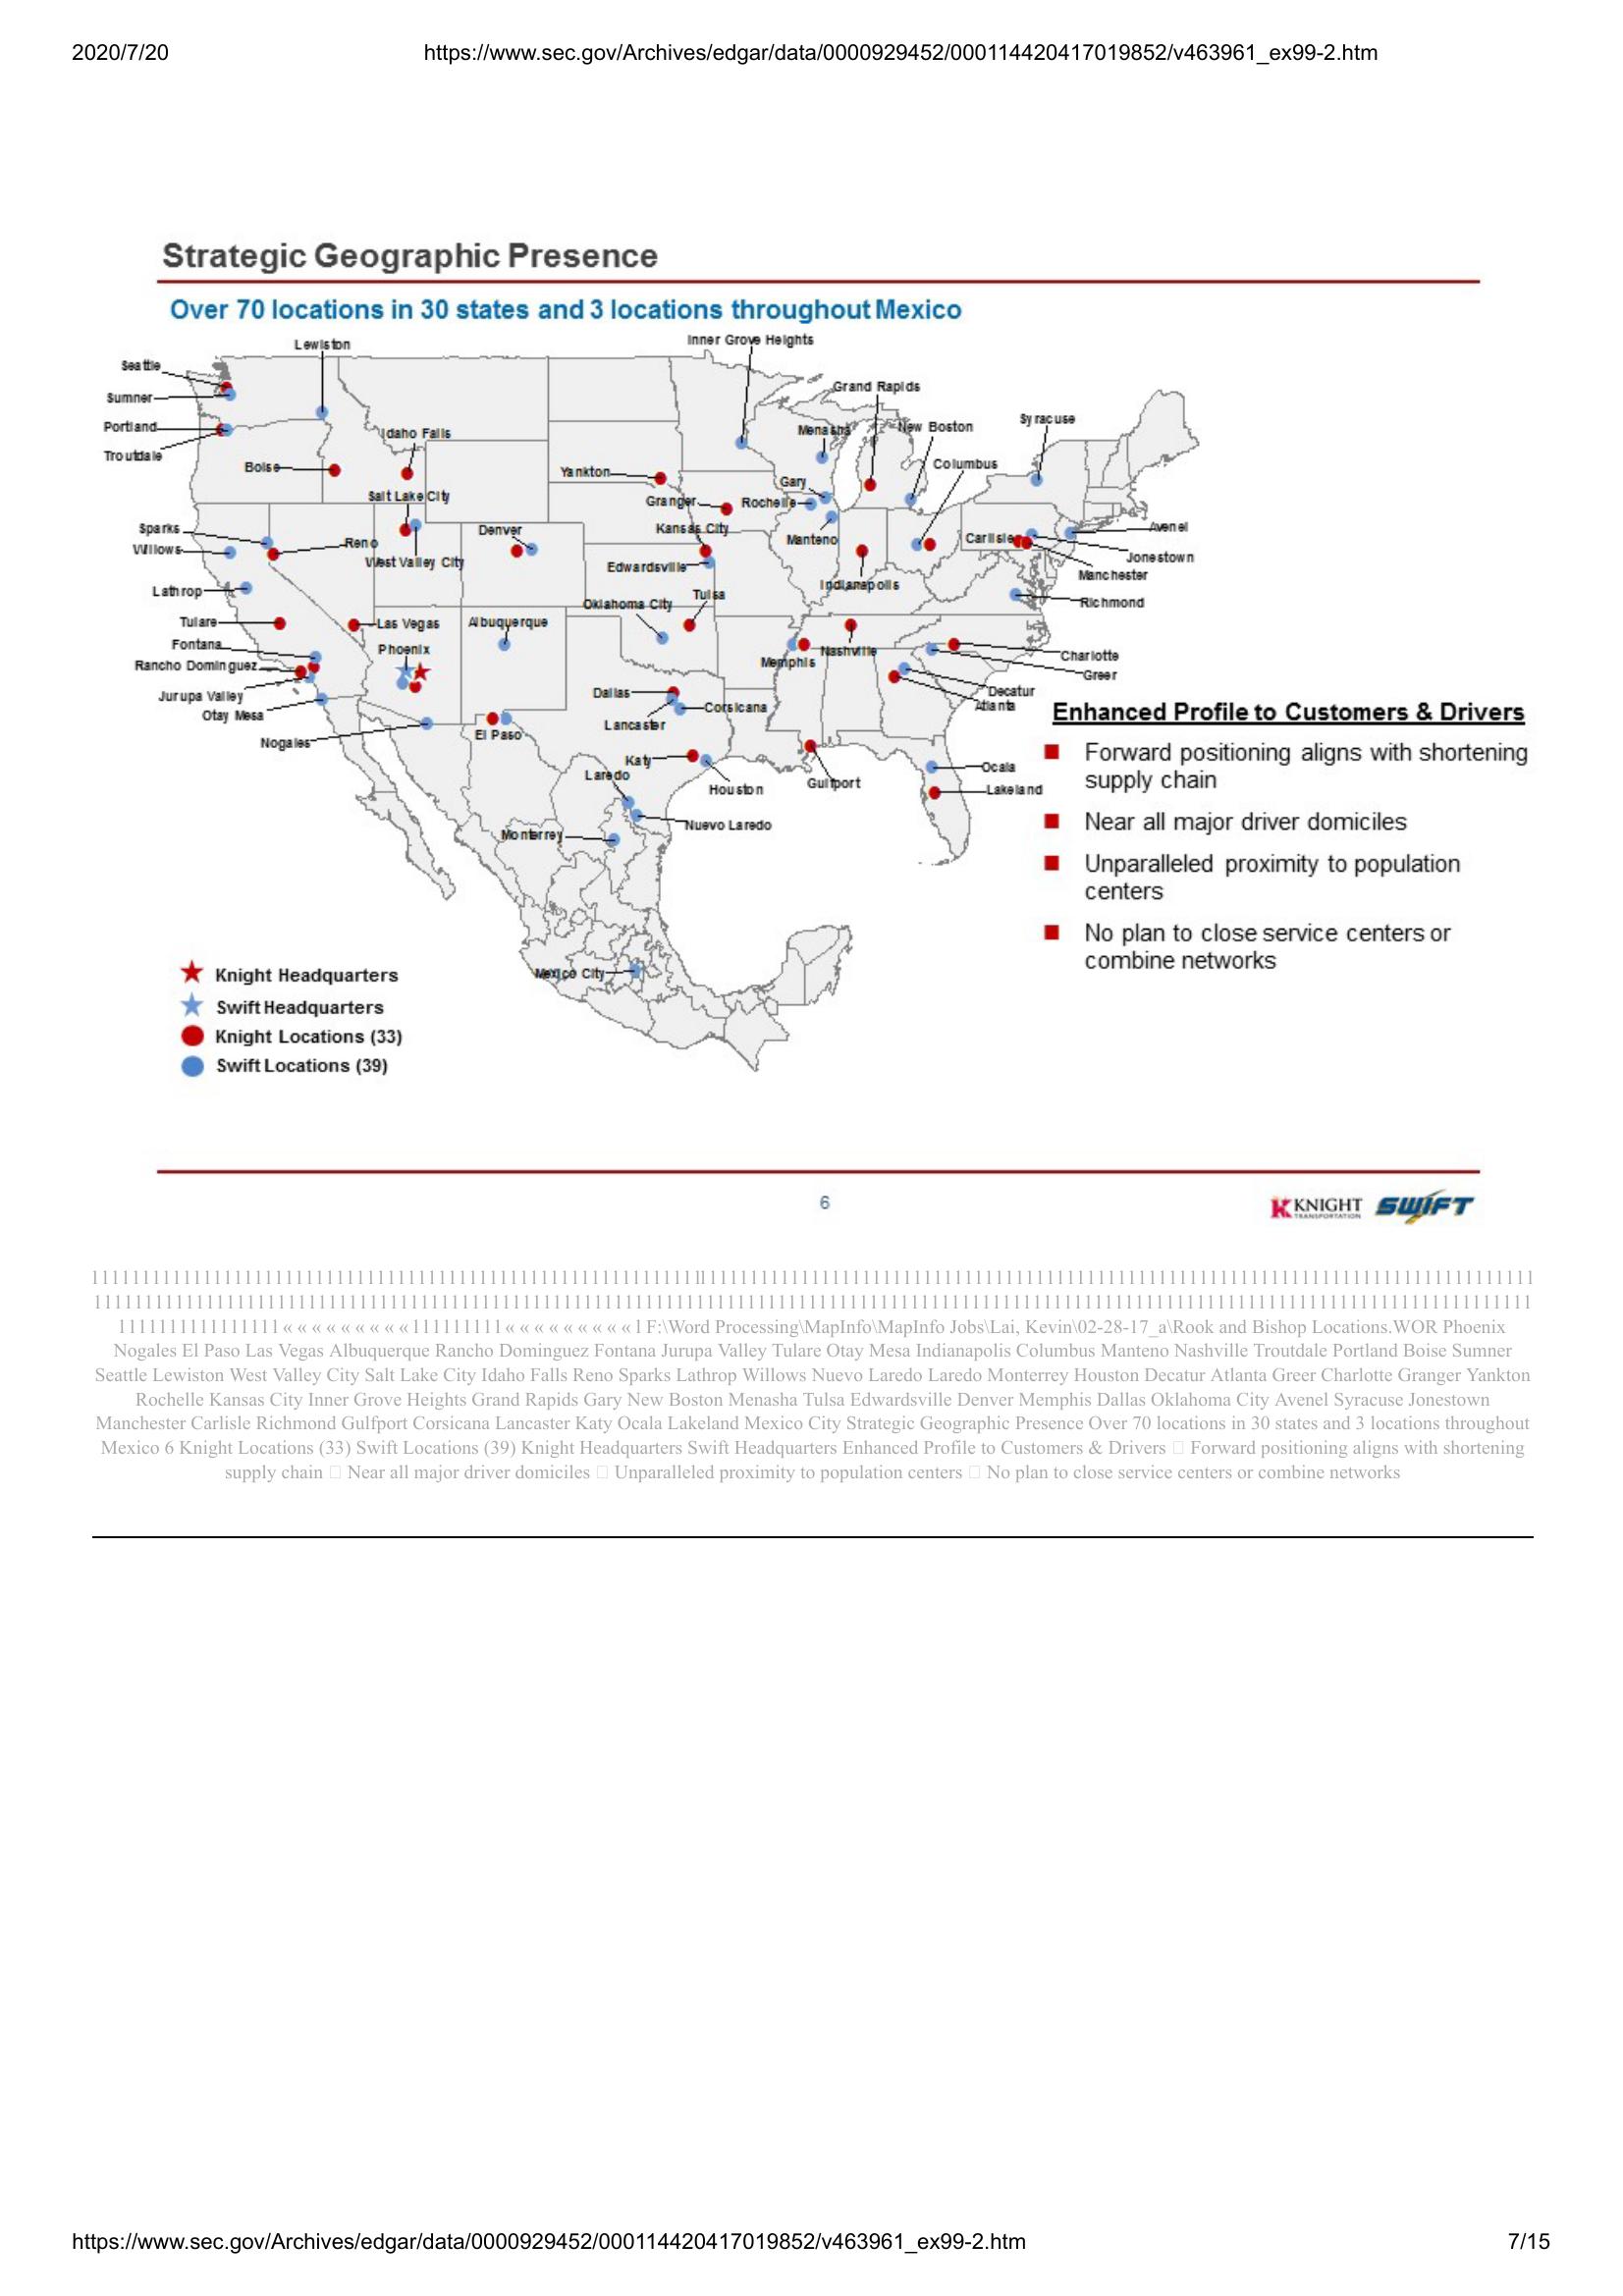 2020/7/20
https://www.sec.gov/Archives/edgar/data/0000929452/000114420417019852/v463961_ex99-2.htm
Strategic Geographic Presence
Over 70 locations in 30 states and 3 locations throughout Mexico
Lewiston
Inner Grove Heights
Seattle
Sumner
Portland
Troutdale
Boise
Idaho Falls
Salt Lake City
West Valley City
Sparks
Willows
Reno
Lathrop
Tulare
Las Vegas
Fontana
Rancho Dominguez
Jurupa Valley
Otay Mesa
Nogales
Phoenix
Denver
Albuquerque
El Paso
Yankton
Granger
Kansas City
Edwardsville
Oklahoma City
Tulsa
Dallas
Lancaster
Corsicana
Katy
Houston
Laredo
Nuevo Laredo
Monterrey
Mexico City
Grand Rapids
Menasha
New Boston
Columbus
Syracuse
Gary
Rochelle
Manteno
Indianapolis
Carlisle
Avenel
Jonestown
Manchester
Richmond
Memphis
Nashville
Charlotte
Greer
Decatur
Atlanta
Gulfport
Ocala
Lakeland
Enhanced Profile to Customers & Drivers
Forward positioning aligns with shortening
supply chain
Near all major driver domiciles
Unparalleled proximity to population
centers
No plan to close service centers or
combine networks
Knight Headquarters
Swift Headquarters
Knight Locations (33)
Swift Locations (39)
6
KNIGHT
TRANSPORTATION
SWIFT
F:\Word Processing\MapInfo\MapInfo Jobs\Lai, Kevin\02-28-17_a\Rook and Bishop Locations.WOR Phoenix
Nogales El Paso Las Vegas Albuquerque Rancho Dominguez Fontana Jurupa Valley Tulare Otay Mesa Indianapolis Columbus Manteno Nashville Troutdale Portland Boise Sumner
Seattle Lewiston West Valley City Salt Lake City Idaho Falls Reno Sparks Lathrop Willows Nuevo Laredo Laredo Monterrey Houston Decatur Atlanta Greer Charlotte Granger Yankton
Rochelle Kansas City Inner Grove Heights Grand Rapids Gary New Boston Menasha Tulsa Edwardsville Denver Memphis Dallas Oklahoma City Avenel Syracuse Jonestown
Manchester Carlisle Richmond Gulfport Corsicana Lancaster Katy Ocala Lakeland Mexico City Strategic Geographic Presence Over 70 locations in 30 states and 3 locations throughout
Mexico 6 Knight Locations (33) Swift Locations (39) Knight Headquarters Swift Headquarters Enhanced Profile to Customers & Drivers □ Forward positioning aligns with shortening
supply chain □ Near all major driver domiciles □ Unparalleled proximity to population centers □ No plan to close service centers or combine networks
https://www.sec.gov/Archives/edgar/data/0000929452/000114420417019852/v463961_ex99-2.htm
7/15